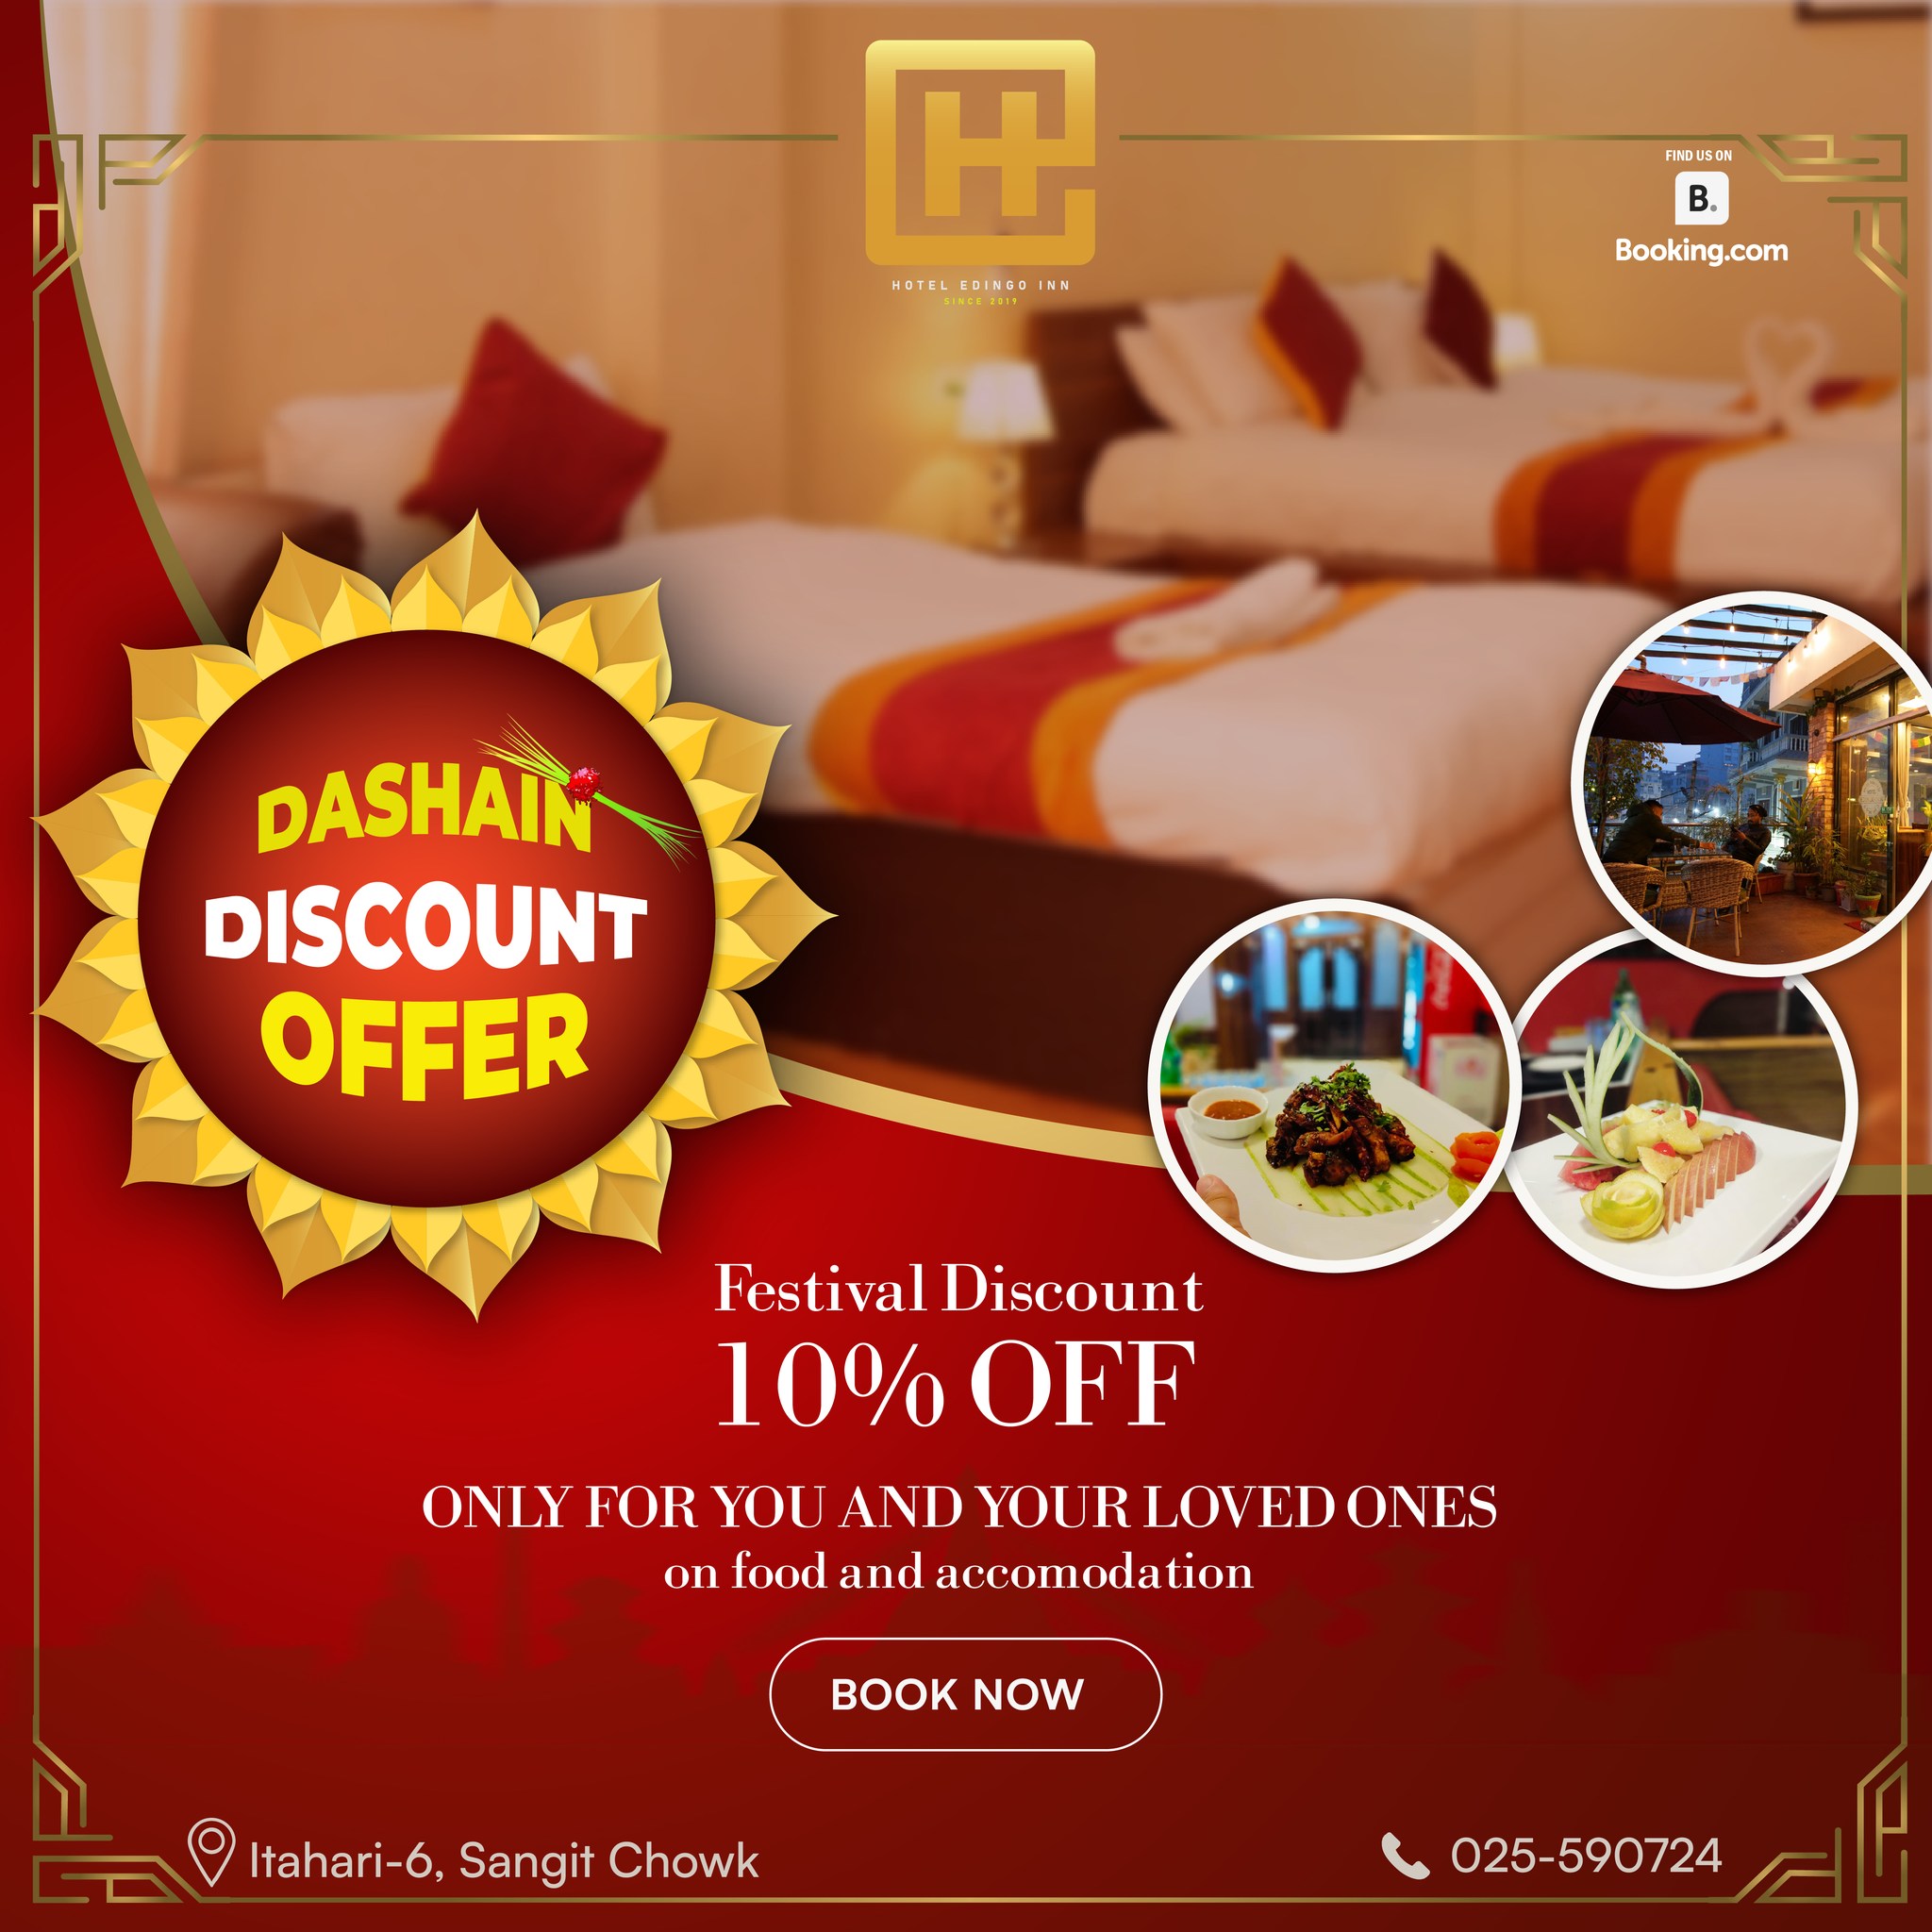 HOTEL EDINGO INN
SINCE 2019
FIND US ON
B.
Booking.com
DASHAIN
DISCOUNT
OFFER
Festival Discount
10% OFF
ONLY FOR YOU AND YOUR LOVED ONES
on food and accomodation
BOOK NOW
Itahari-6, Sangit Chowk
025-590724